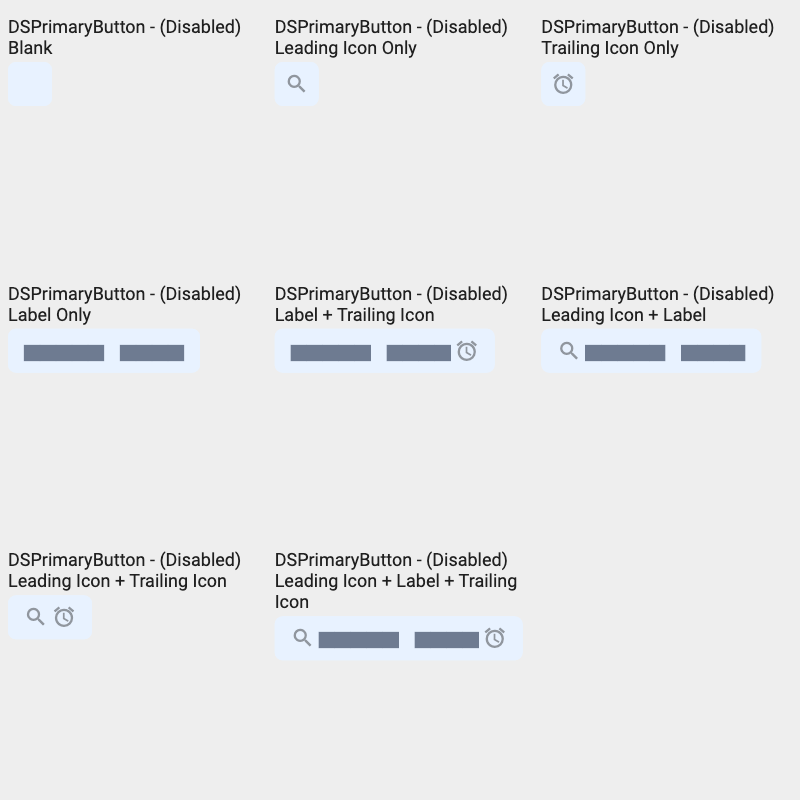 DSPrimaryButton - (Disabled)
Blank
DSPrimaryButton - (Disabled)
Leading Icon Only
DSPrimaryButton - (Disabled)
Trailing Icon Only
DSPrimaryButton - (Disabled)
Label Only
DSPrimaryButton - (Disabled)
Label + Trailing Icon
DSPrimaryButton - (Disabled)
Leading Icon + Label
DSPrimaryButton - (Disabled)
Leading Icon + Trailing Icon
DSPrimaryButton - (Disabled)
Leading Icon + Label + Trailing
Icon